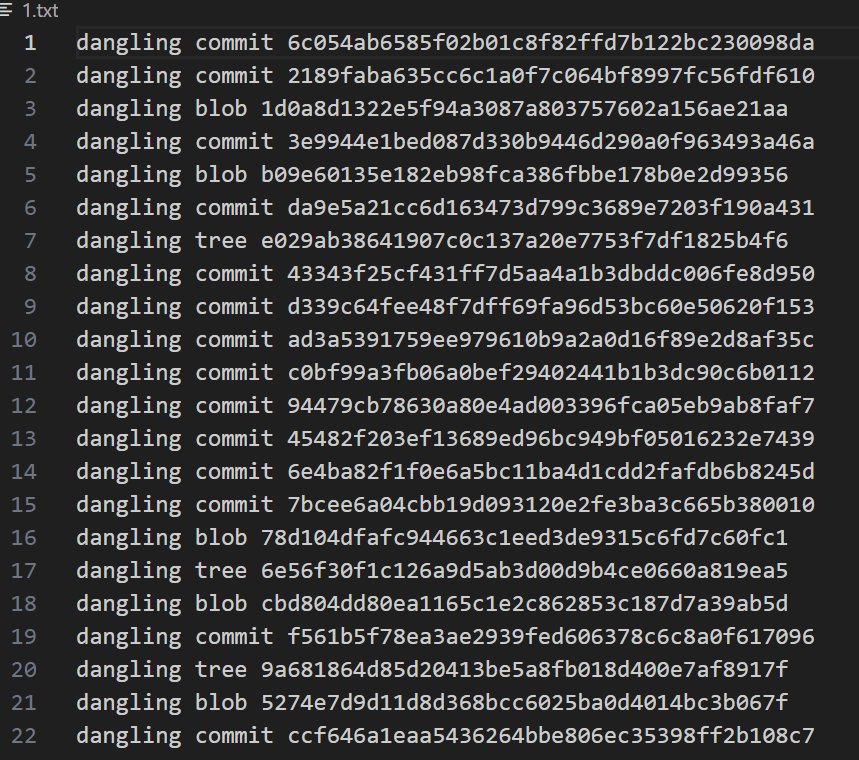 1.txt
1 dangling commit 6c054ab6585f02b01c8f82ffd7b122bc230098da
2 dangling commit 2189faba635cc6c1a0f7c064bf8997fc56fdf610
3 dangling blob 1d0a8d1322e5f94a3087a803757602a156ae21aa
4 dangling commit 3e9944e1bed087d330b9446d290a0f963493a46a
5 dangling blob b09e60135e182eb98fca386fbbe178b0e2d99356
6 dangling commit da9e5a21cc6d163473d799c3689e7203f190a431
7 dangling tree e029ab38641907c0c137a20e7753f7df1825b4f6
8 dangling commit 43343f25cf431ff7d5aa4a1b3dbddc006fe8d950
9 dangling commit d339c64fee48f7dff69fa96d53bc60e50620f153
10 dangling commit ad3a5391759ee979610b9a2a0d16f89e2d8af35c
11 dangling commit c0bf99a3fb06a0bef29402441b1b3dc90c6b0112
12 dangling commit 94479cb78630a80e4ad003396fca05eb9ab8faf7
13 dangling commit 45482f203ef13689ed96bc949bf05016232e7439
14 dangling commit 6e4ba82f1f0e6a5bc11ba4d1cdd2fafdb6b8245d
15 dangling commit 7bcee6a04cbb19d093120e2fe3ba3c665b380010
16 dangling blob 78d104dfafc944663c1eed3de9315c6fd7c60fc1
17 dangling tree 6e56f30f1c126a9d5ab3d00d9b4ce0660a819ea5
18 dangling blob cbd804dd80ea1165c1e2c862853c187d7a39ab5d
19 dangling commit f561b5f78ea3ae2939fed606378c6c8a0f617096
20 dangling tree 9a681864d85d20413be5a8fb018d400e7af8917f
21 dangling blob 5274e7d9d11d8d368bcc6025ba0d4014bc3b067f
22 dangling commit ccf646a1eaa5436264bbe806ec35398ff2b108c7